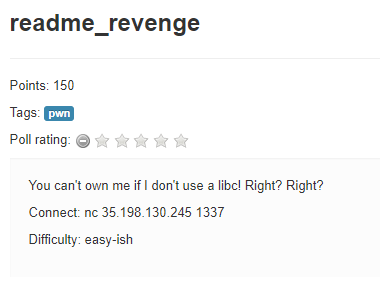 readme_revenge
Points: 150
Tags: pwn
Poll rating:
You can't own me if I don't use a libc! Right? Right?
Connect: nc 35.198.130.245 1337
Difficulty: easy-ish